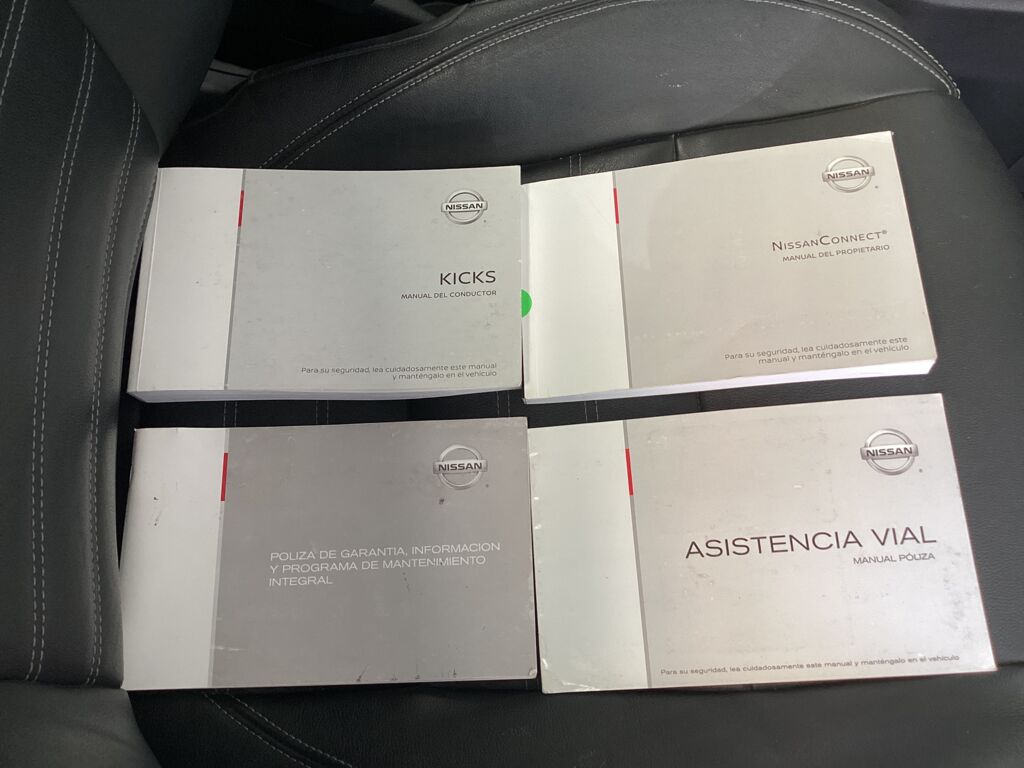 NISSAN
KICKS
MANUAL DEL CONDUCTOR
Para su seguridad, lea cuidadosamente este manual
y manténgalo en el vehículo
NISSAN
NISSANCONNECT®
MANUAL DEL PROPIETARIO
Para su seguridad, lea cuidadosamente este
manual y manténgalo en el vehículo
NISSAN
POLIZA DE GARANTIA, INFORMACION
Y PROGRAMA DE MANTENIMIENTO
INTEGRAL
NISSAN
ASISTENCIA VIAL
MANUAL PÓLIZA
Para su seguridad, lea cuidadosamente este manual y manténgalo en el vehículo